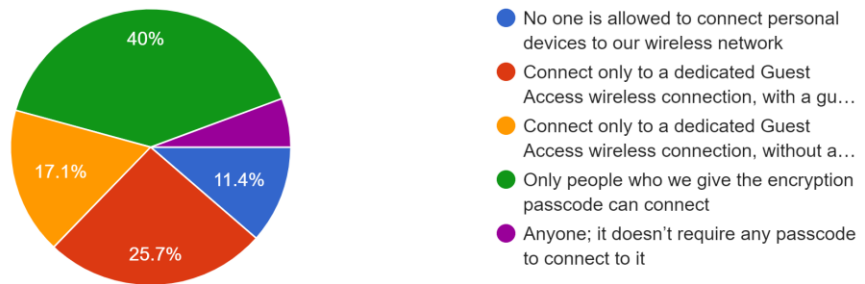 40%
17.1%
11.4%
25.7%
No one is allowed to connect personal
devices to our wireless network
Connect only to a dedicated Guest
Access wireless connection, with a gu…
Connect only to a dedicated Guest
Access wireless connection, without a…
Only people who we give the encryption
passcode can connect
Anyone; it doesn't require any passcode
to connect to it